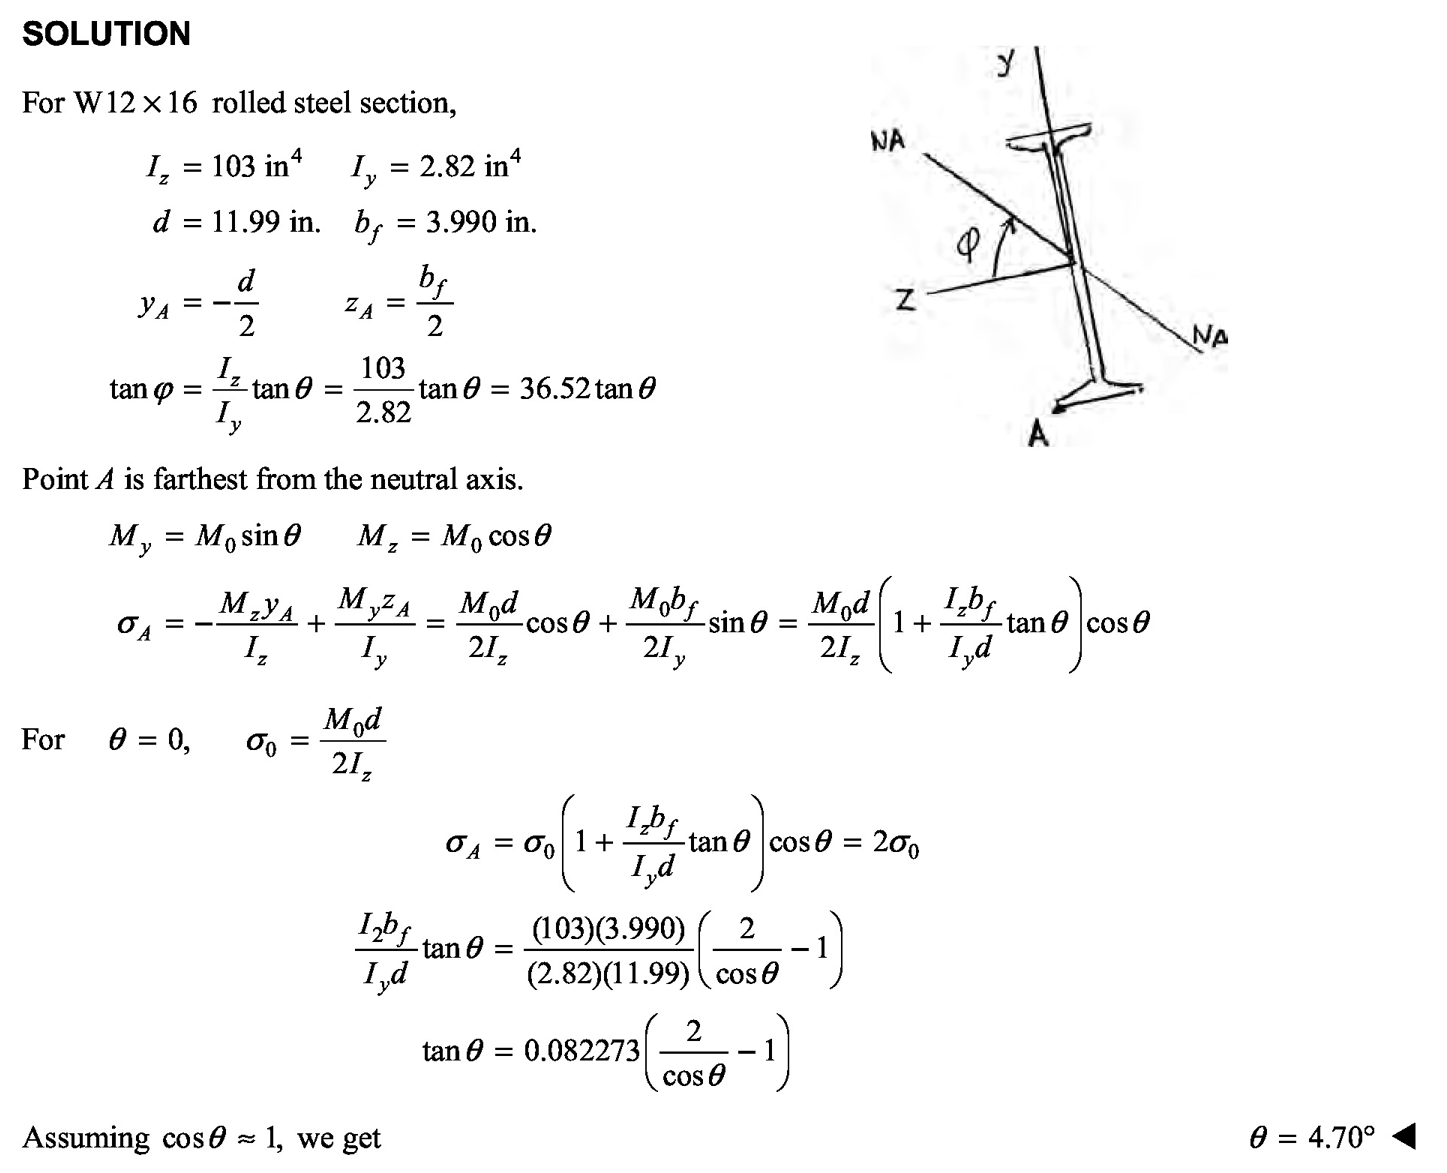 SOLUTION
For W12 × 16 rolled steel section,
I_z = 103 in⁴ I_y = 2.82 in⁴
d = 11.99 in. b_f = 3.990 in.
y_A = −d/2 z_A = b_f/2
tan φ = (I_z/I_y) tan θ = (103/2.82) tan θ = 36.52 tan θ
y
NA
φ
Z
NA
A
Point A is farthest from the neutral axis.
M_y = M_0 sin θ M_z = M_0 cos θ
σ_A = −(M_z y_A)/I_z + (M_y z_A)/I_y = (M_0 d)/(2I_z) cos θ + (M_0 b_f)/(2I_y) sin θ = (M_0 d)/(2I_z) (1 + (I_z b_f)/(I_y d) tan θ) cos θ
For θ = 0, σ_0 = (M_0 d)/(2I_z)
σ_A = σ_0 (1 + (I_z b_f)/(I_y d) tan θ) cos θ = 2σ_0
(I_2 b_f)/(I_y d) tan θ = ((103)(3.990))/((2.82)(11.99)) (2/cos θ − 1)
tan θ = 0.082273 (2/cos θ − 1)
Assuming cos θ ≈ 1, we get θ = 4.70° ◀